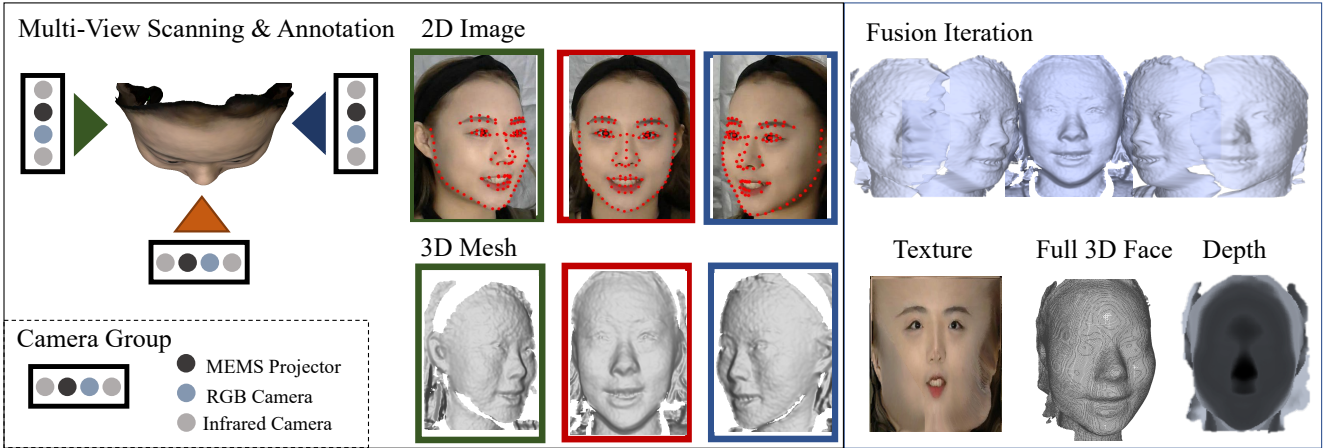 Multi-View Scanning & Annotation
2D Image
3D Mesh
Camera Group
MEMS Projector
RGB Camera
Infrared Camera
Fusion Iteration
Texture
Full 3D Face
Depth